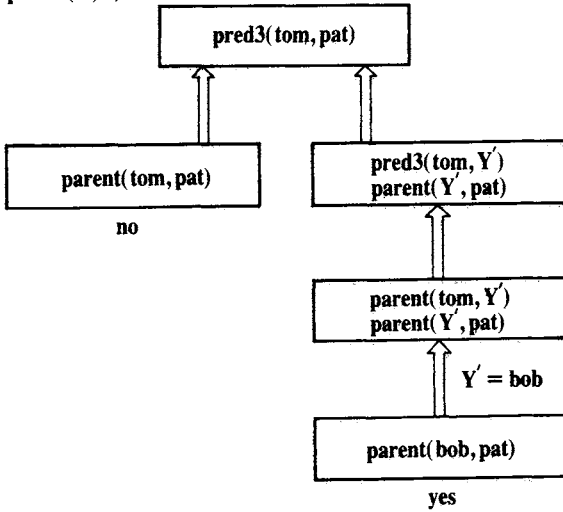 pred3(tom,pat)
parent(tom,pat)
no
pred3(tom,Y′)
parent(Y′,pat)
parent(tom,Y′)
parent(Y′,pat)
Y′ = bob
parent(bob,pat)
yes